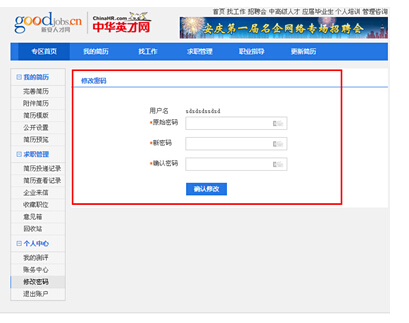 首页 找工作 招聘会 中高级人才 应届毕业生 个人培训 管理咨询
goodjobs.cn
新安人才网
ChinaHR.com
中华英才网
安庆第一届名企网络专场招聘会
专区首页 我的简历 找工作 求职管理 职业指导 更新简历
我的简历
完善简历
附件简历
简历模版
公开设置
简历预览
求职管理
简历投递记录
简历查看记录
企业来信
收藏职位
意见箱
回收站
个人中心
我的测评
账务中心
修改密码
退出账户
修改密码
用户名
*原始密码
*新密码
*确认密码
确认修改